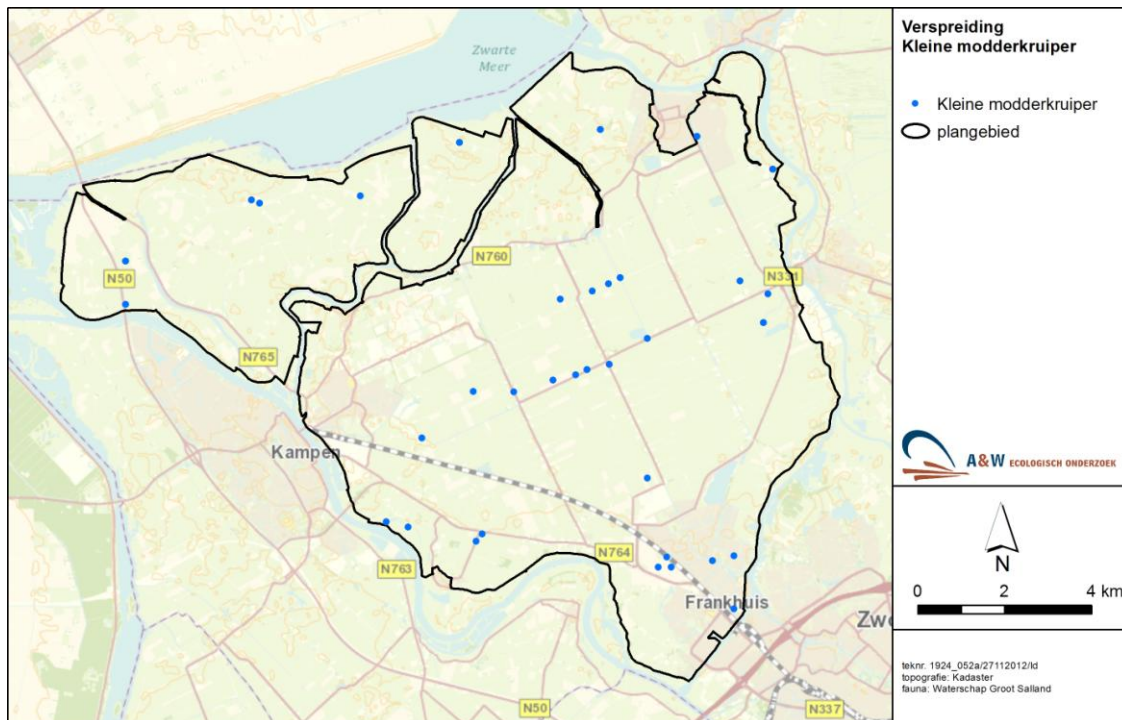 Zwarte
Meer
N760
N50
N331
N765
Kampen
N764
N763
Frankhuis
Zw
N50
N337
Verspreiding
Kleine modderkruiper
Kleine modderkruiper
plangebied
A&W ECOLOGISCH ONDERZOEK
N
0 2 4 km
teknr. 1924_052a/27112012/ld
topografie: Kadaster
fauna: Waterschap Groot Salland